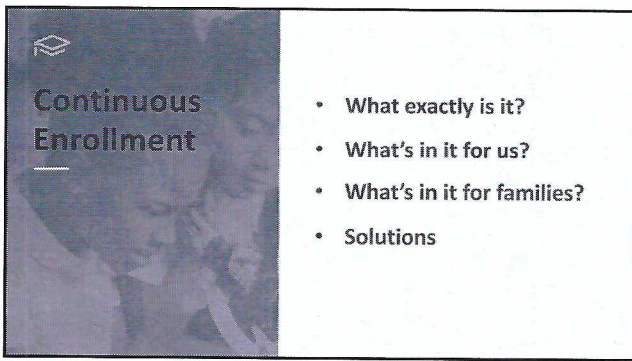 Continuous
Enrollment
• What exactly is it?
• What's in it for us?
• What's in it for families?
• Solutions